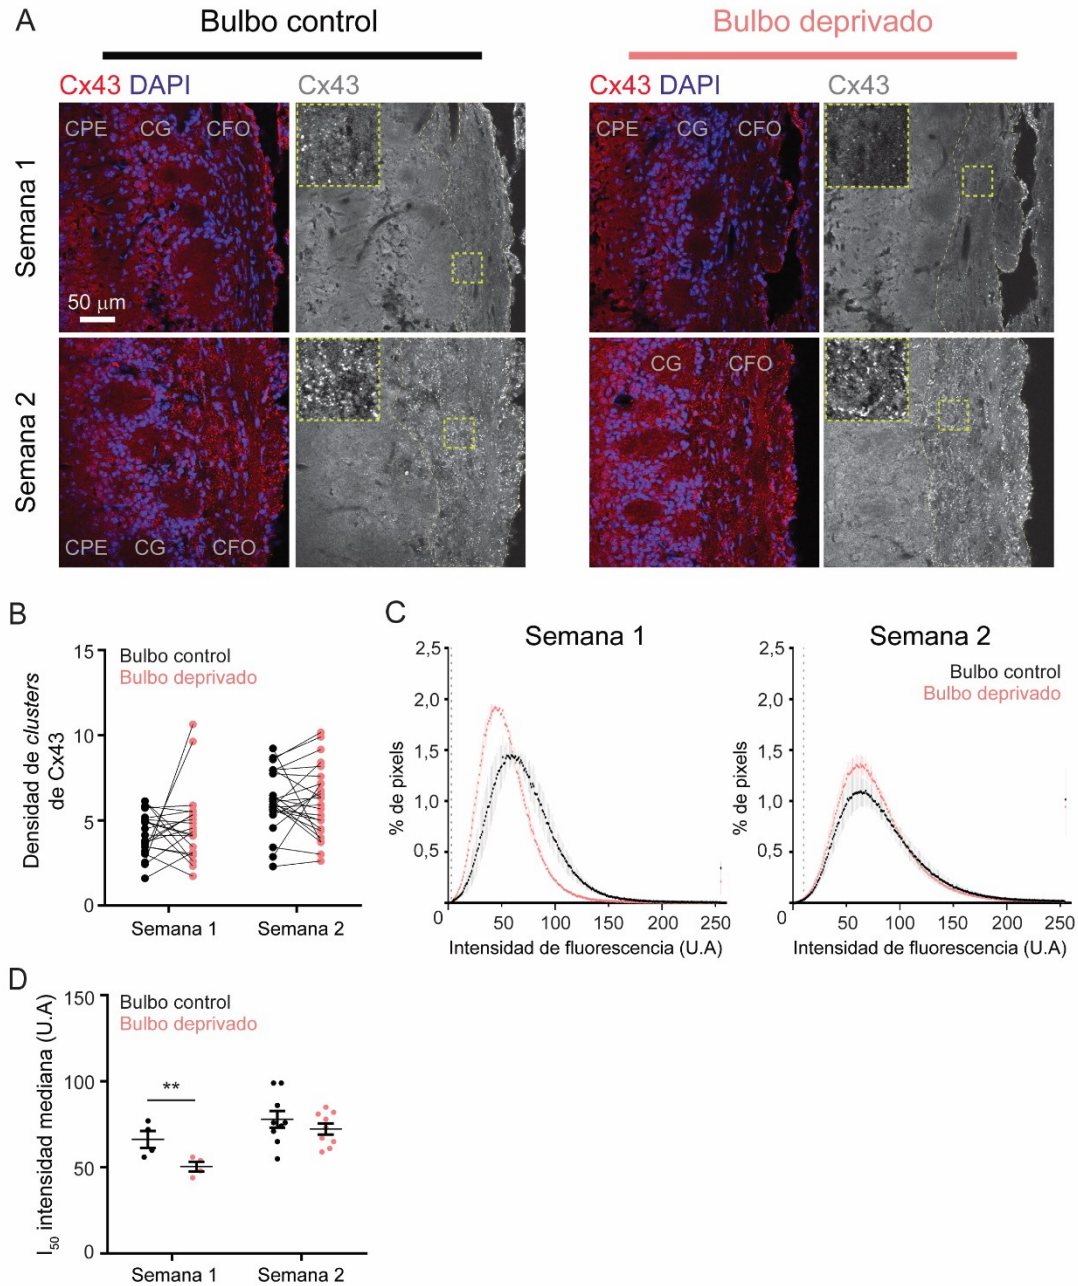 A
Bulbo control
Bulbo deprivado
Cx43 DAPI
Cx43
Cx43 DAPI
Cx43
Semana 1
CPE CG CFO
50 μm
CPE CG CFO
Semana 2
CPE CG CFO
CG CFO
B
Densidad de clusters
de Cx43
15
10
5
0
Bulbo control
Bulbo deprivado
Semana 1
Semana 2
C
Semana 1
% de pixels
2,5
2,0
1,5
1,0
0,5
0 50 100 150 200 250
Intensidad de fluorescencia (U.A)
Semana 2
Bulbo control
Bulbo deprivado
% de pixels
2,5
2,0
1,5
1,0
0,5
0 50 100 150 200 250
Intensidad de fluorescencia (U.A)
D
I50 intensidad mediana (U.A)
150
100
50
0
Bulbo control
Bulbo deprivado
**
Semana 1
Semana 2